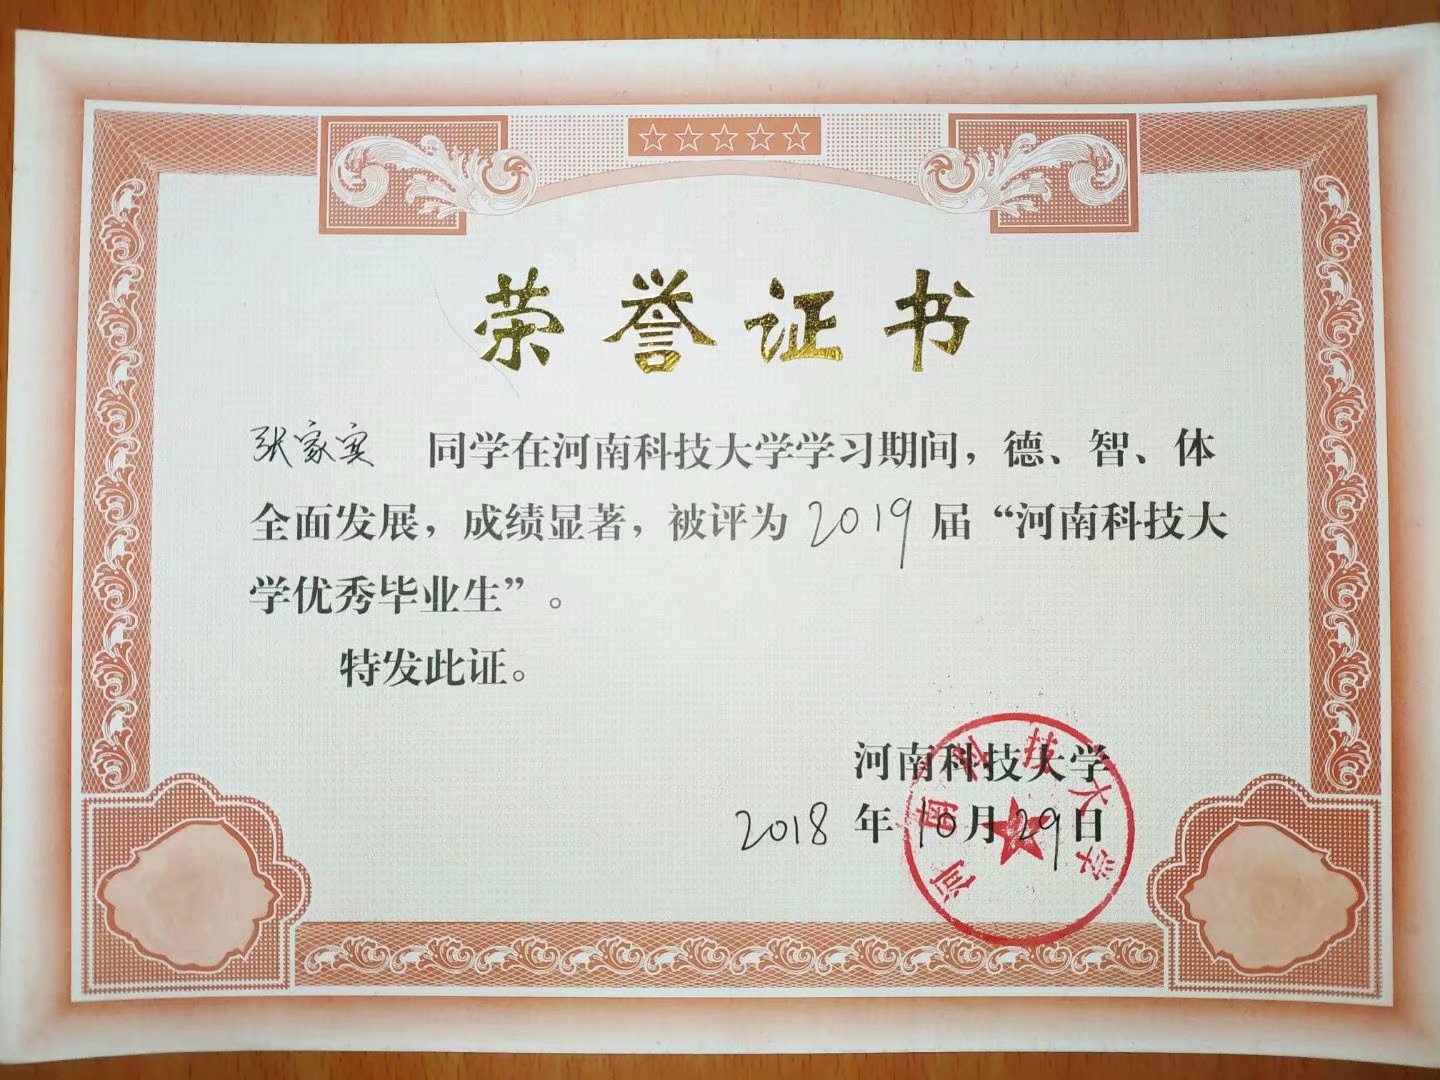 荣誉证书
张家实 同学在河南科技大学学习期间，德、智、体
全面发展，成绩显著，被评为 2019 届“河南科技大
学优秀毕业生”。
特发此证。
河南科技大学
2018 年 10 月 29 日
河南科技大学